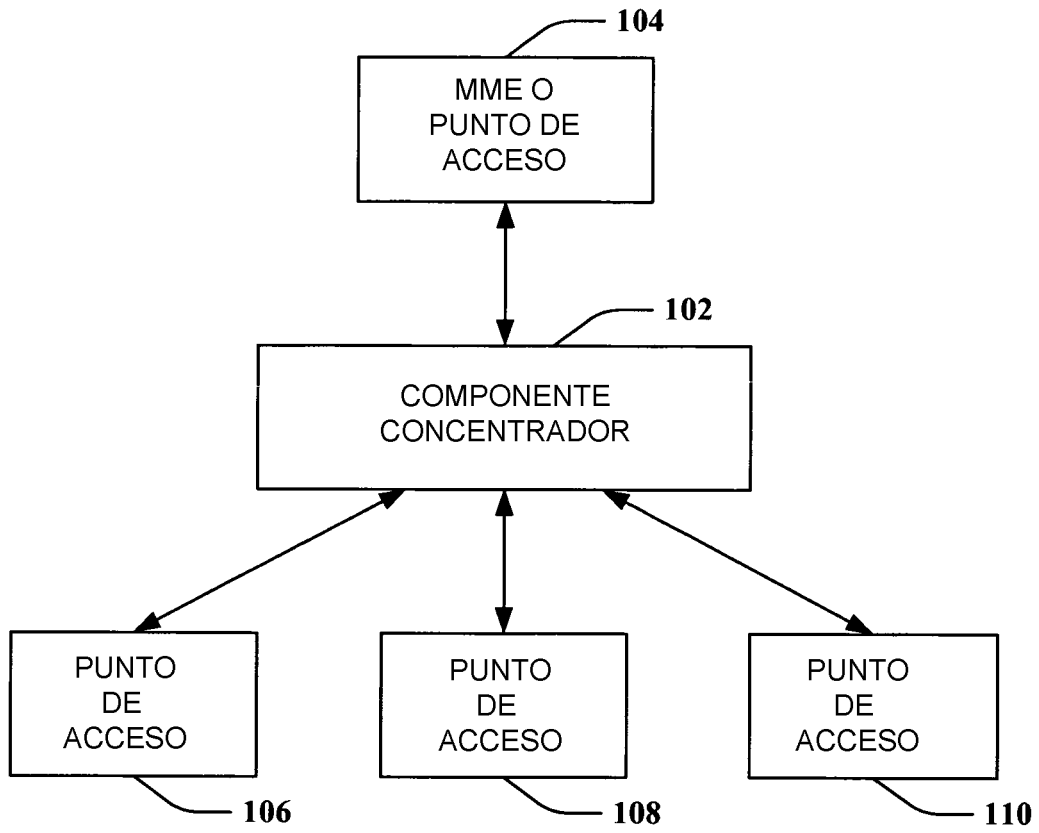 104
MME O
PUNTO DE
ACCESO
102
COMPONENTE
CONCENTRADOR
PUNTO
DE
ACCESO
106
PUNTO
DE
ACCESO
108
PUNTO
DE
ACCESO
110